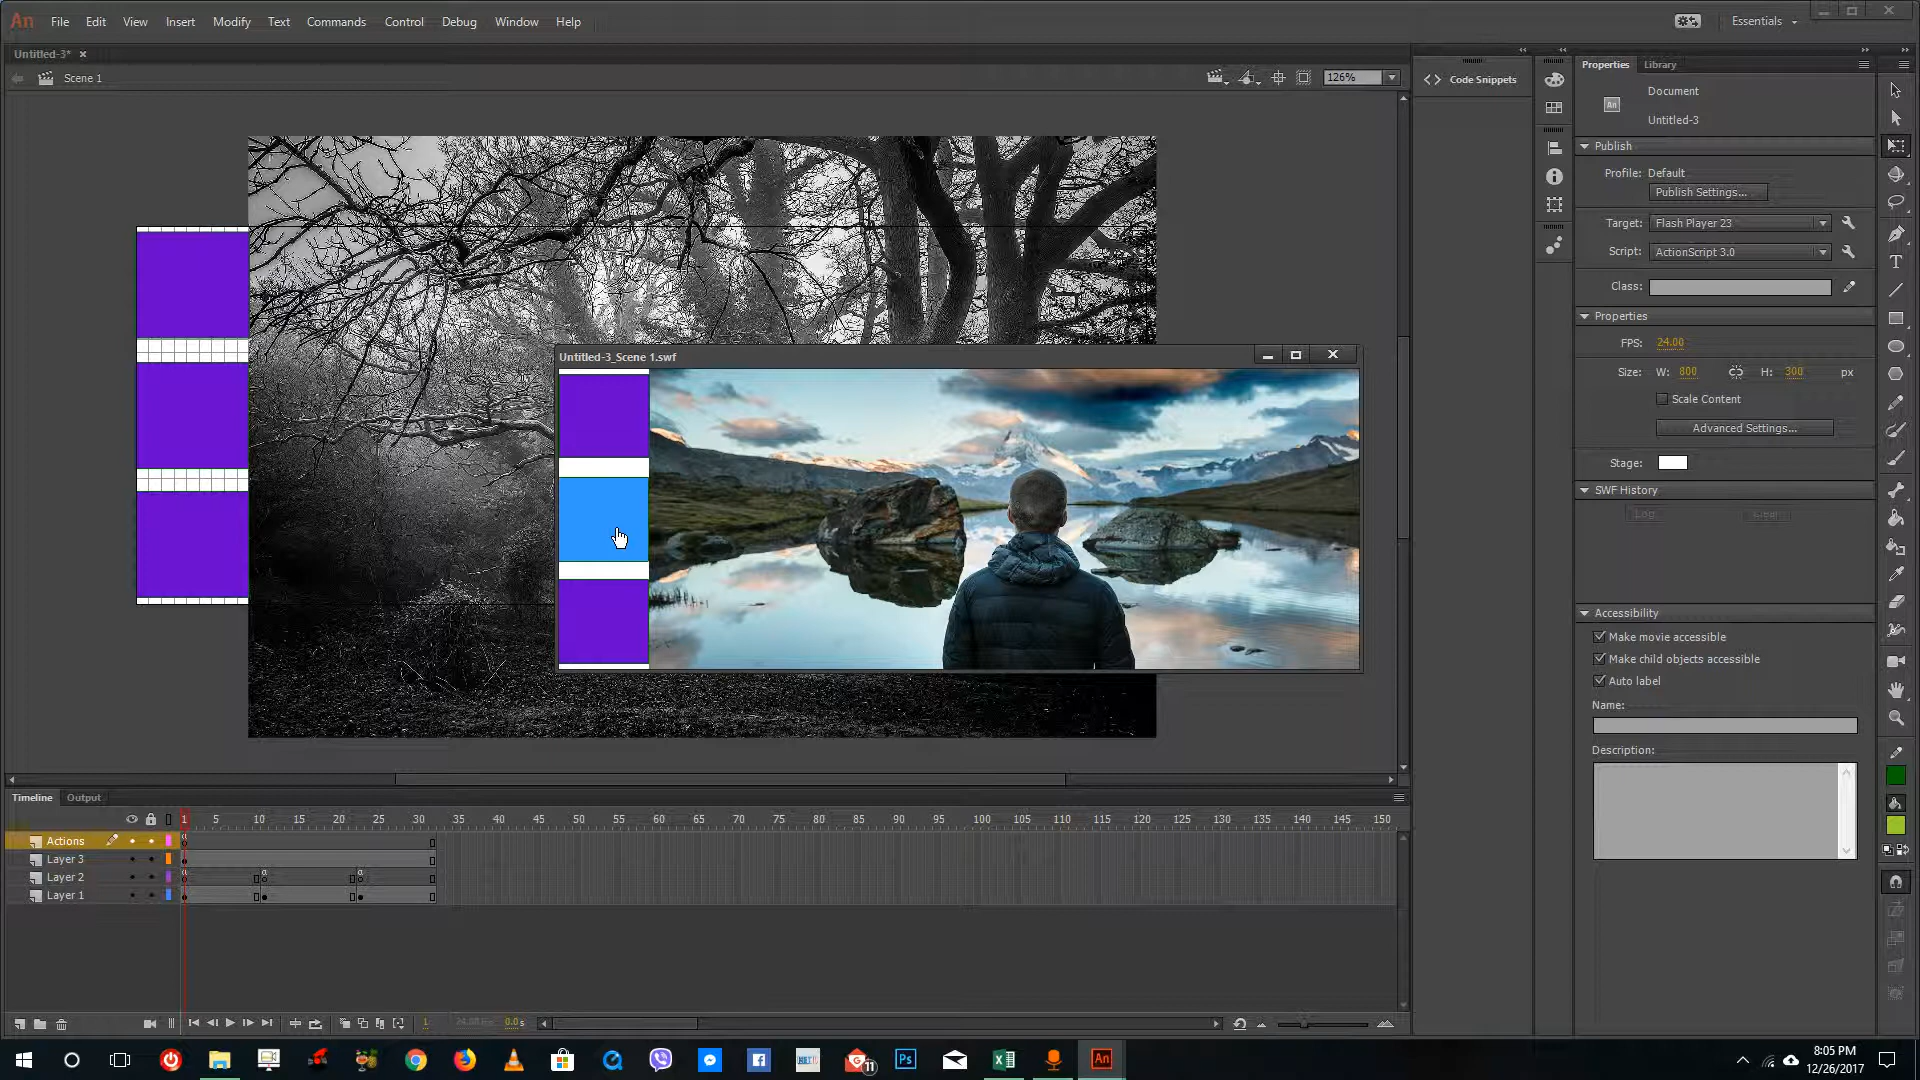 An File Edit View Insert Modify Text Commands Control Debug Window Help Essentials
Untitled-3* ×
Scene 1 126%
Code Snippets
Properties Library
Document
Untitled-3
Publish
Profile: Default
Publish Settings...
Target: Flash Player 23
Script: ActionScript 3.0
Class:
Properties
FPS: 24.00
Size: W: 800 H: 300 px
Scale Content
Advanced Settings...
Stage:
SWF History
Log Clear
Accessibility
Make movie accessible
Make child objects accessible
Auto label
Name:
Description:
Untitled-3_Scene 1.swf
Timeline Output
1 5 10 15 20 25 30 35 40 45 50 55 60 65 70 75 80 85 90 95 100 105 110 115 120 125 130 135 140 145 150
Actions
Layer 3
Layer 2
Layer 1
1 0.0s
11 Ps An
8:05 PM
12/26/2017